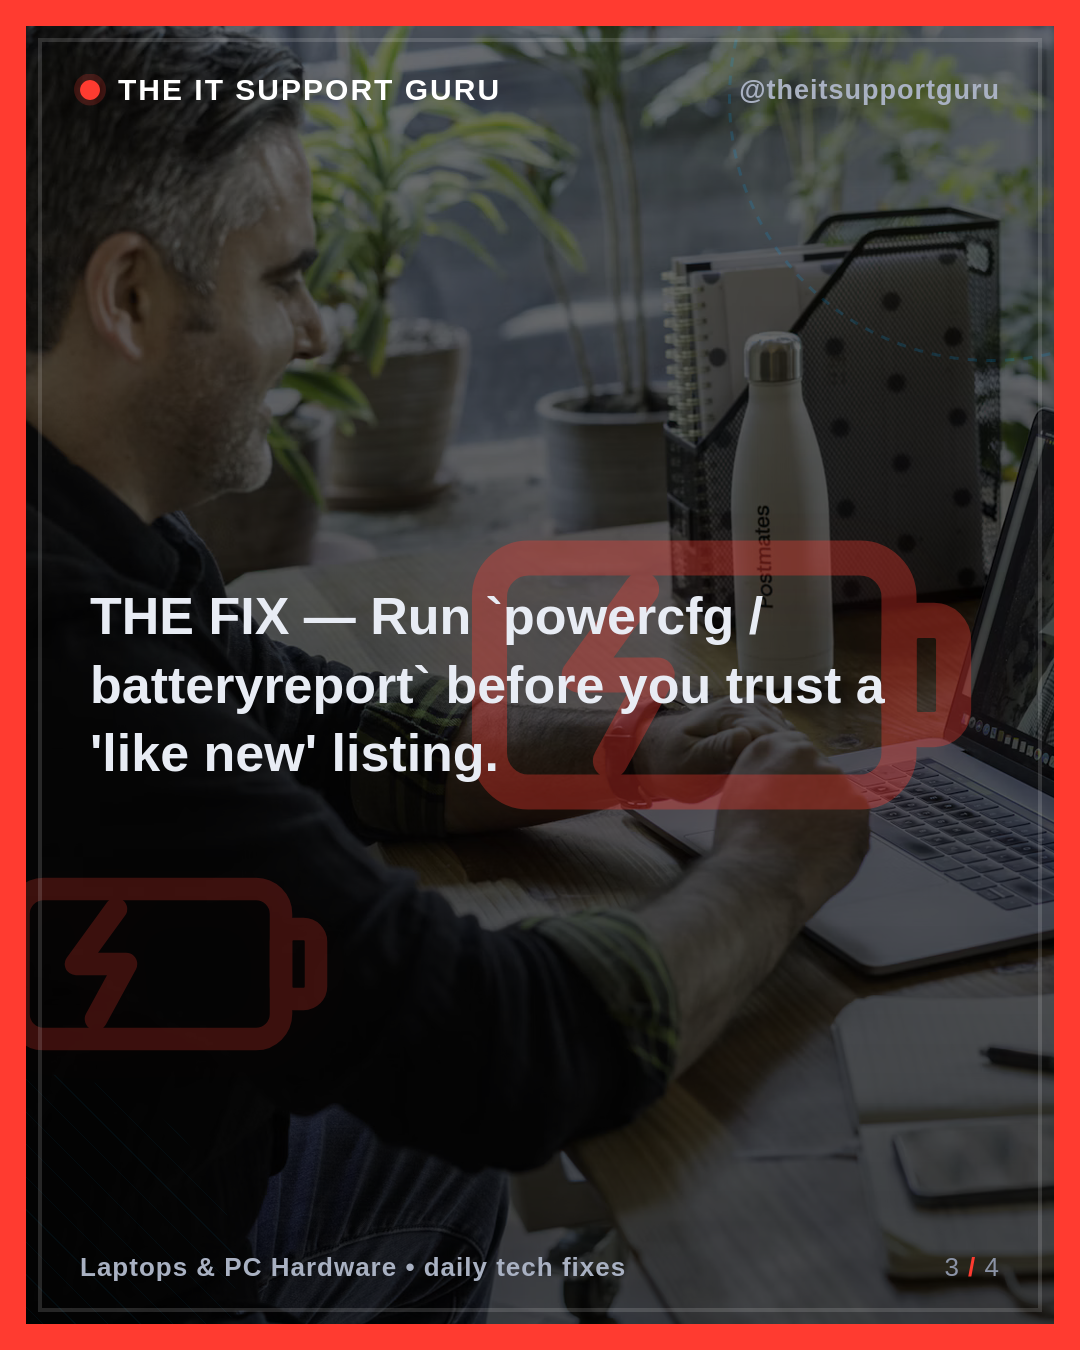 THE IT SUPPORT GURU
@theitsupportguru
Postmates
THE FIX — Run `powercfg /
batteryreport` before you trust a
'like new' listing.
Laptops & PC Hardware • daily tech fixes
3 / 4